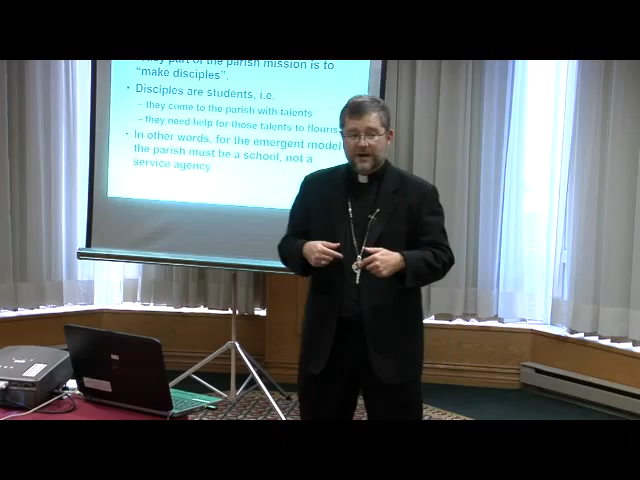 part of the parish mission is to
"make disciples".
• Disciples are students, i.e.
– they come to the parish with talents
– they need help for those talents to flouris
• In other words, for the emergent model
the parish must be a school, not a
service agency.